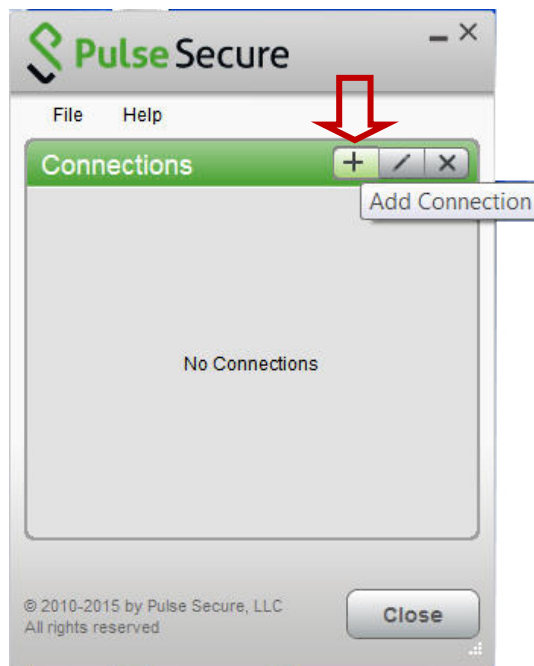 Pulse Secure
File Help
Connections
Add Connection
No Connections
© 2010-2015 by Pulse Secure, LLC
All rights reserved
Close